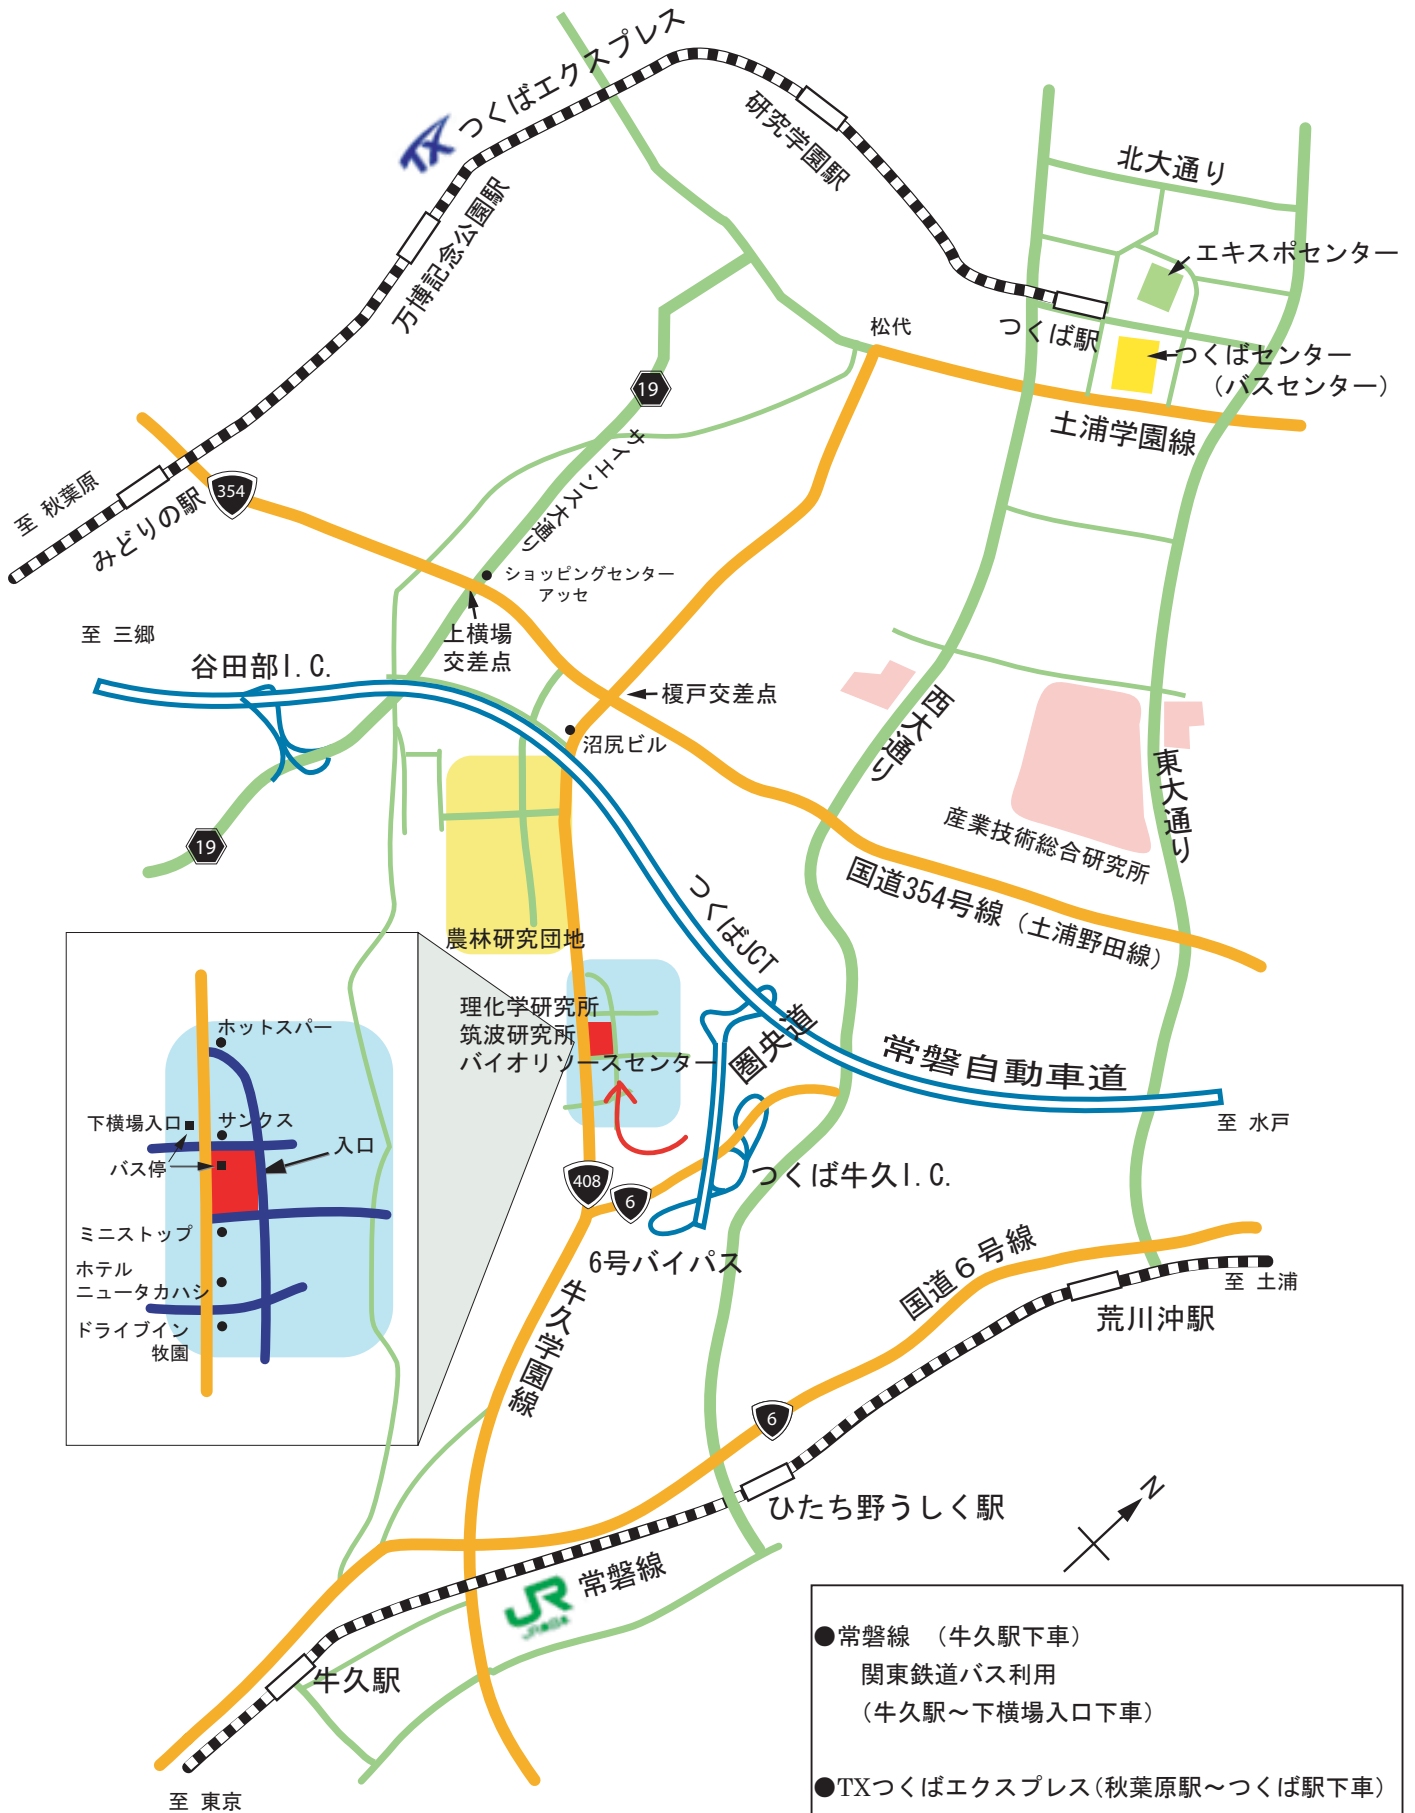 つくばエクスプレス
TX
研究学園駅
北大通り
万博記念公園駅
エキスポセンター
つくば駅
松代
つくばセンター
（バスセンター）
19
土浦学園線
サイエンス大通り
至 秋葉原
みどりの駅
354
ショッピングセンター
アッセ
至 三郷
上横場
交差点
谷田部I.C.
榎戸交差点
西大通り
沼尻ビル
東大通り
19
産業技術総合研究所
国道354号線（土浦野田線）
つくばJCT
農林研究団地
理化学研究所
筑波研究所
バイオリソースセンター
圏央道
常磐自動車道
至 水戸
ホットスパー
下横場入口
サンクス
入口
バス停
ミニストップ
ホテル
ニュータカハシ
ドライブイン
牧園
408
6
つくば牛久I.C.
6号バイパス
国道６号線
至 土浦
荒川沖駅
牛久学園線
6
ひたち野うしく駅
N
JR
常磐線
牛久駅
至 東京
●常磐線 （牛久駅下車）
関東鉄道バス利用
（牛久駅～下横場入口下車）
●TXつくばエクスプレス（秋葉原駅～つくば駅下車）